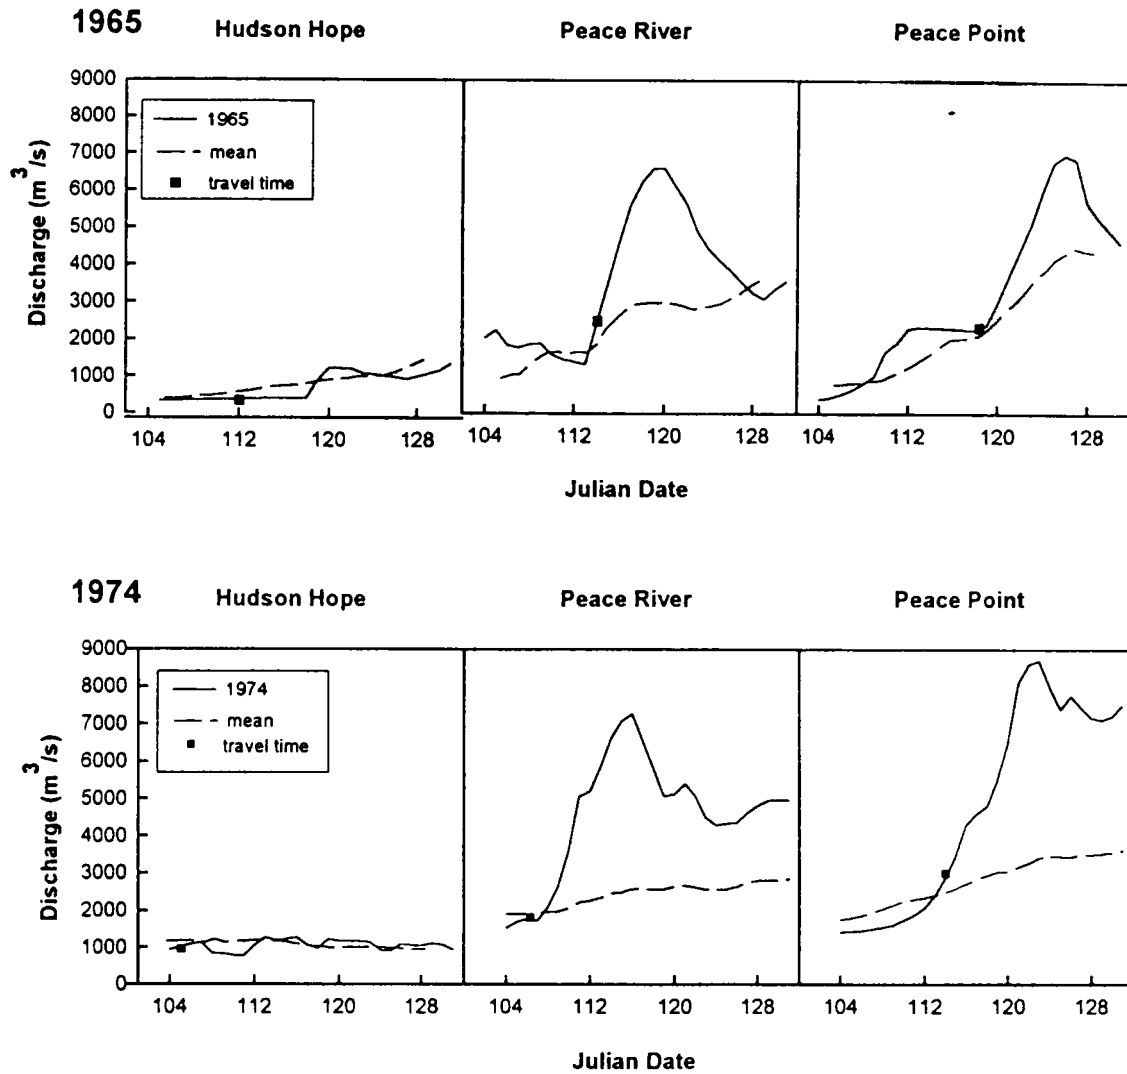 1965 Hudson Hope Peace River Peace Point
9000
8000
7000
6000
5000
4000
3000
2000
1000
0
Discharge (m³/s)
1965
mean
travel time
104 112 120 128 104 112 120 128 104 112 120 128
Julian Date
1974 Hudson Hope Peace River Peace Point
9000
8000
7000
6000
5000
4000
3000
2000
1000
0
Discharge (m³/s)
1974
mean
travel time
104 112 120 128 104 112 120 128 104 112 120 128
Julian Date